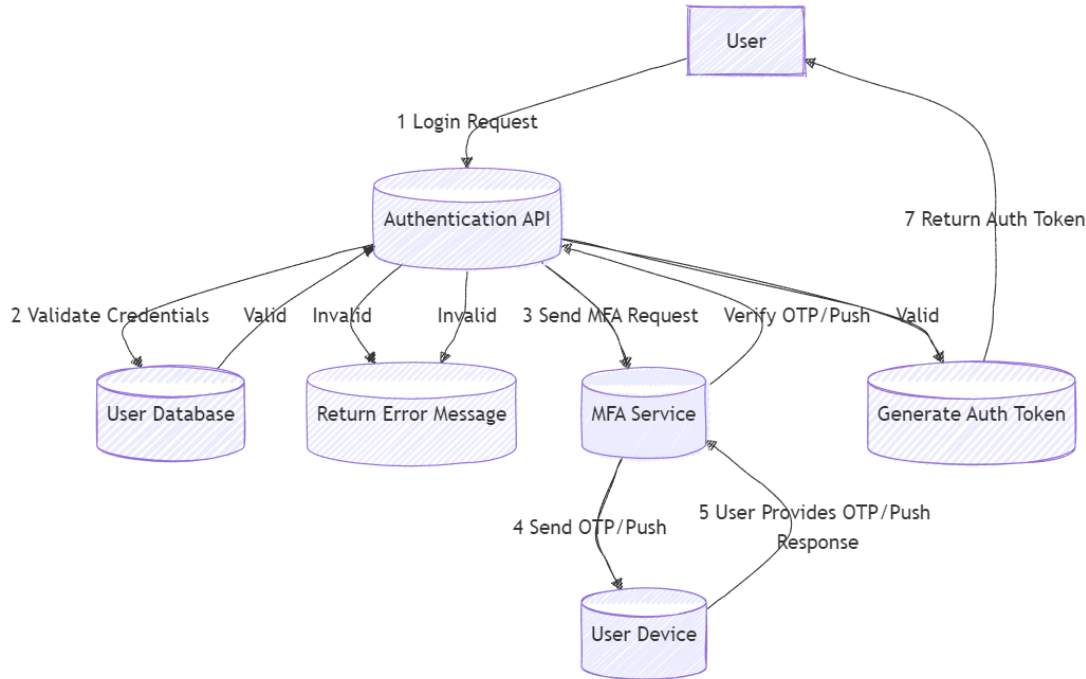 User
1 Login Request
Authentication API
7 Return Auth Token
2 Validate Credentials
Valid
Invalid
Invalid
3 Send MFA Request
Verify OTP/Push
Valid
User Database
Return Error Message
MFA Service
Generate Auth Token
4 Send OTP/Push
5 User Provides OTP/Push
Response
User Device